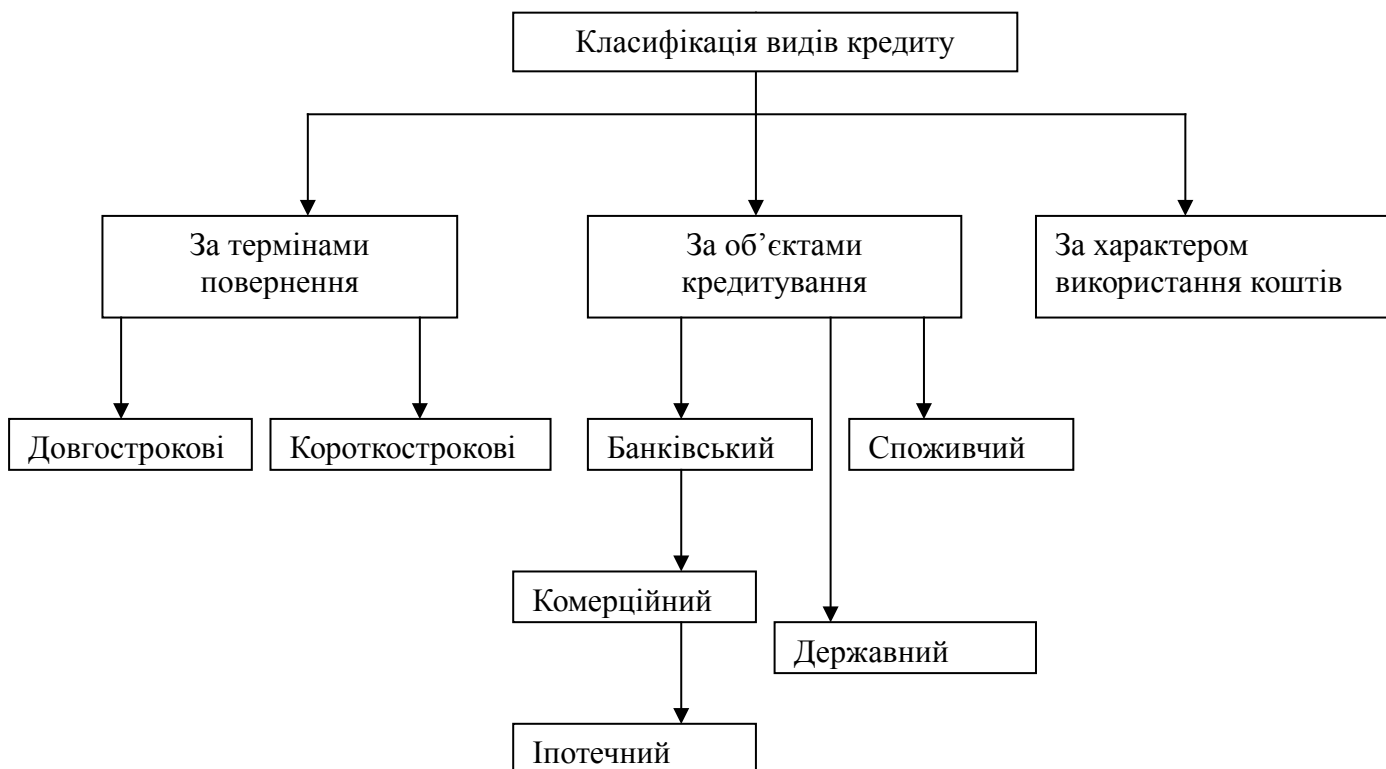 Класифікація видів кредиту
За термінами
повернення
За об’єктами
кредитування
За характером
використання коштів
Довгострокові
Короткострокові
Банківський
Споживчий
Комерційний
Державний
Іпотечний